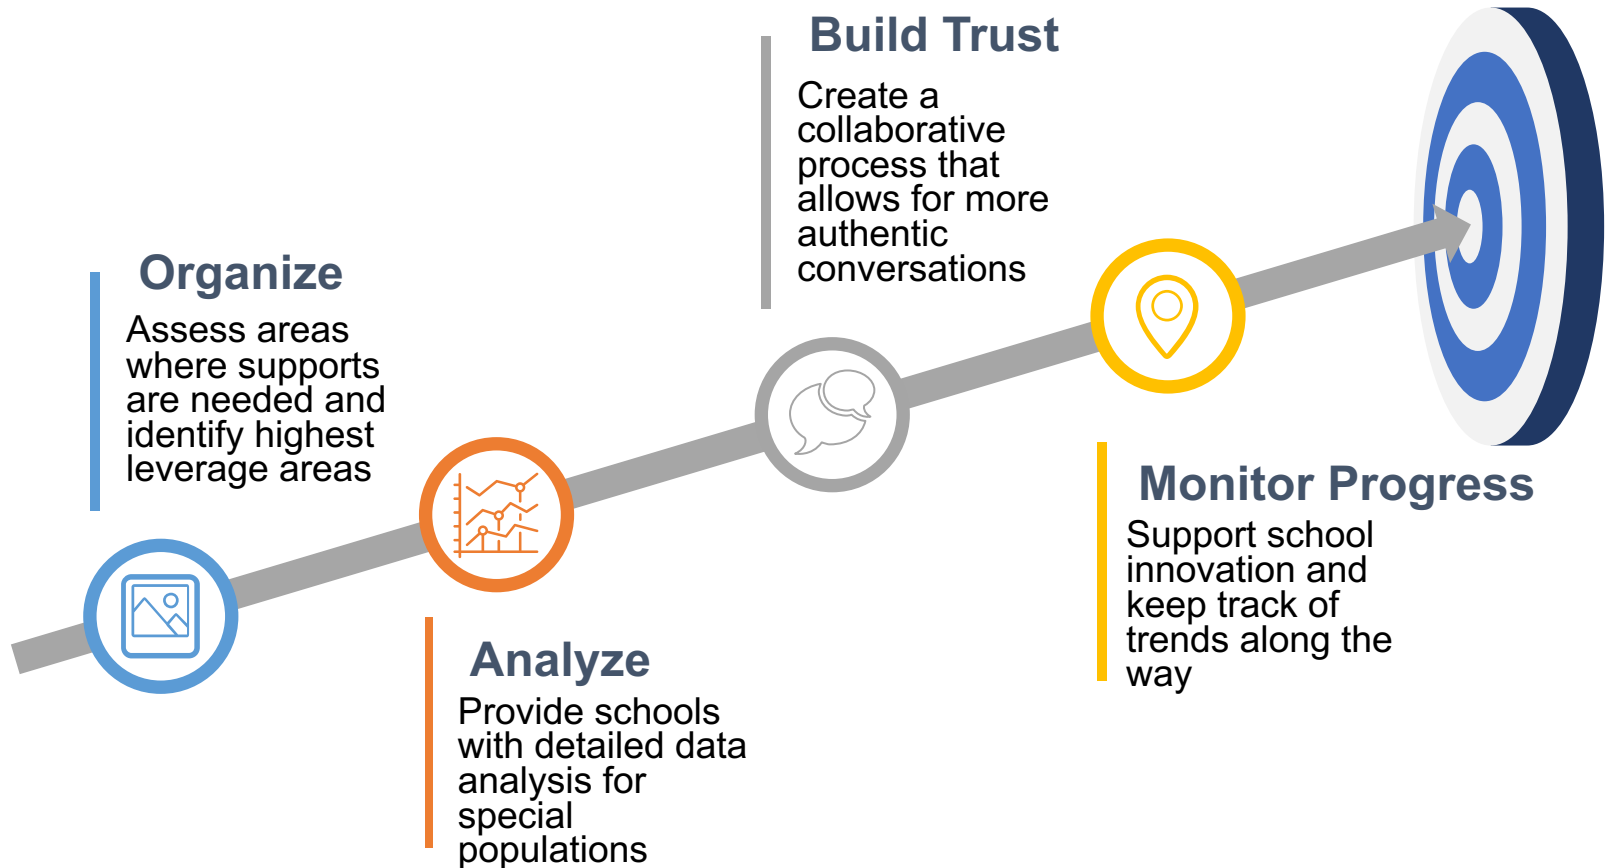 Organize
Assess areas
where supports
are needed and
identify highest
leverage areas
Analyze
Provide schools
with detailed data
analysis for
special
populations
Build Trust
Create a
collaborative
process that
allows for more
authentic
conversations
Monitor Progress
Support school
innovation and
keep track of
trends along the
way